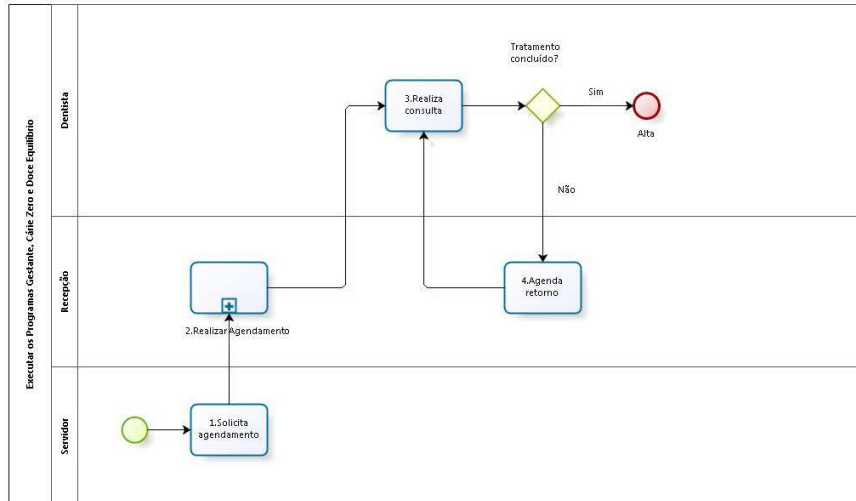 Executar os Programas Gestante, Cárie Zero e Doce Equilíbrio
Dentista
Tratamento
concluído?
3.Realiza
consulta
Sim
Alta
Não
Recepção
2.Realizar Agendamento
4.Agenda
retorno
Servidor
1.Solicita
agendamento